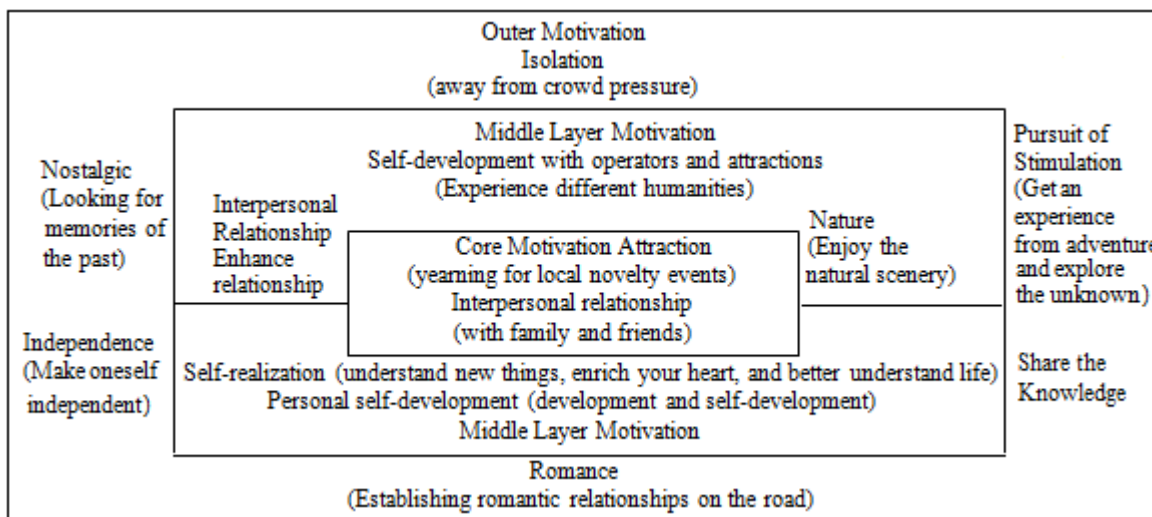 Outer Motivation
Isolation
(away from crowd pressure)
Nostalgic
(Looking for
memories of
the past)
Independence
(Make oneself
independent)
Middle Layer Motivation
Self-development with operators and attractions
(Experience different humanities)
Interpersonal
Relationship
Enhance
relationship
Core Motivation Attraction
(yearning for local novelty events)
Interpersonal relationship
(with family and friends)
Nature
(Enjoy the
natural scenery)
Self-realization (understand new things, enrich your heart, and better understand life)
Personal self-development (development and self-development)
Middle Layer Motivation
Pursuit of
Stimulation
(Get an
experience
from adventure
and explore
the unknown)
Share the
Knowledge
Romance
(Establishing romantic relationships on the road)